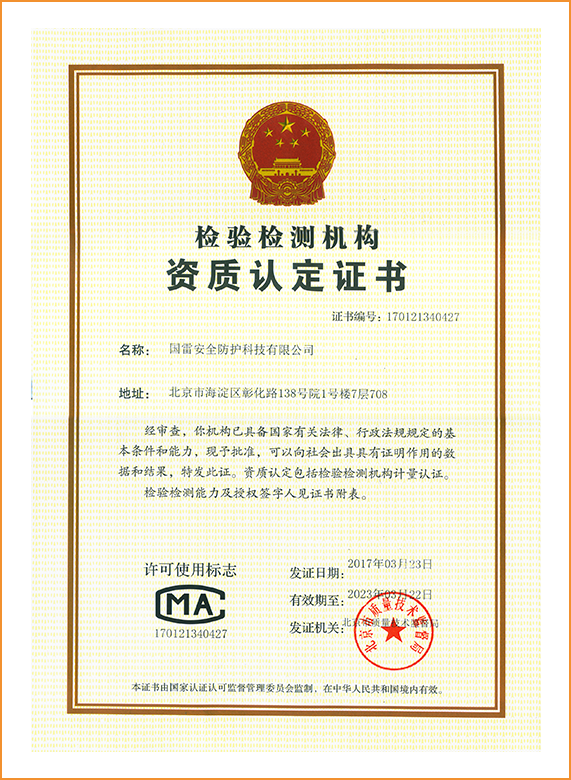 检验检测机构
资质认定证书
证书编号：170121340427
名称： 国雷安全防护科技有限公司
地址： 北京市海淀区彰化路138号院1号楼7层708
经审查，你机构已具备国家有关法律、行政法规规定的基
本条件和能力，现予批准，可以向社会出具具有证明作用的数
据和结果，特发此证。资质认定包括检验检测机构计量认证。
检验检测能力及授权签字人见证书附表。
许可使用标志
MA
170121340427
发证日期：2017年03月23日
有效期至：2023年03月22日
发证机关：北京市质量技术监督局
北京市质量技术监督局
本证书由国家认证认可监督管理委员会监制，在中华人民共和国境内有效。